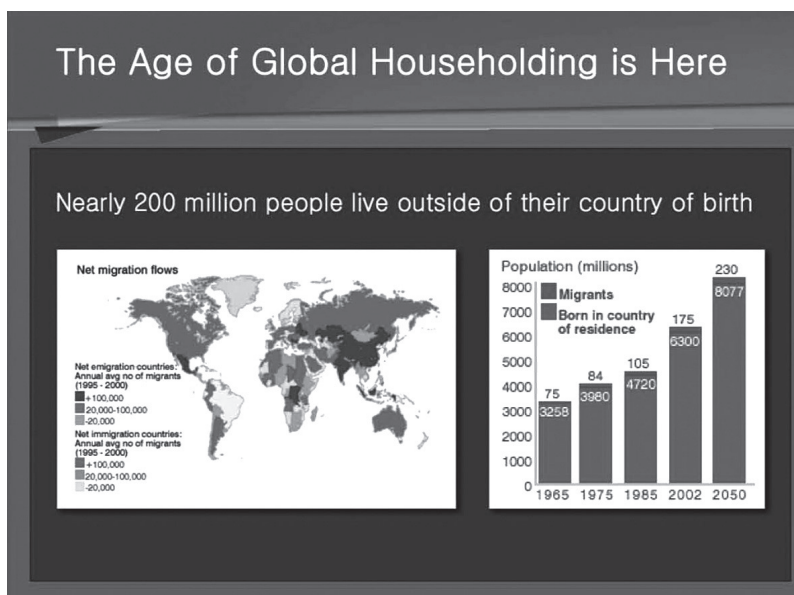 The Age of Global Householding is Here
Nearly 200 million people live outside of their country of birth
Net migration flows
Net emigration countries:
Annual avg no of migrants
(1995 - 2000)
+100,000
20,000-100,000
-20,000
Net immigration countries:
Annual avg no of migrants
(1995 - 2000)
+100,000
20,000-100,000
-20,000
Population (millions)
8000
7000
6000
5000
4000
3000
2000
1000
0
Migrants
Born in country
of residence
75
3258
84
3980
105
4720
175
6300
230
8077
1965 1975 1985 2002 2050